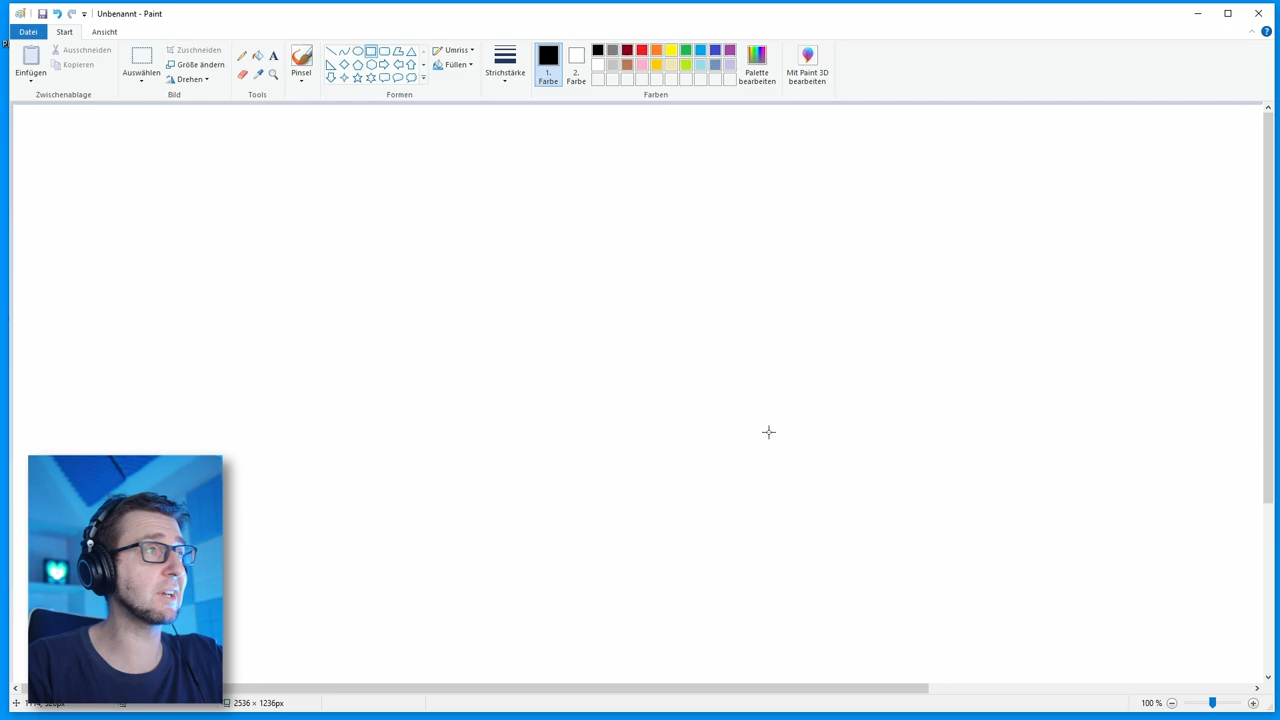 Unbenannt - Paint
Datei
Start
Ansicht
Einfügen
Ausschneiden
Kopieren
Zwischenablage
Auswählen
Zuschneiden
Größe ändern
Drehen
Bild
Tools
Pinsel
Umriss
Füllen
Formen
Strichstärke
1.
Farbe
2.
Farbe
Palette
bearbeiten
Farben
Mit Paint 3D
bearbeiten
2536 × 1236px
100 %